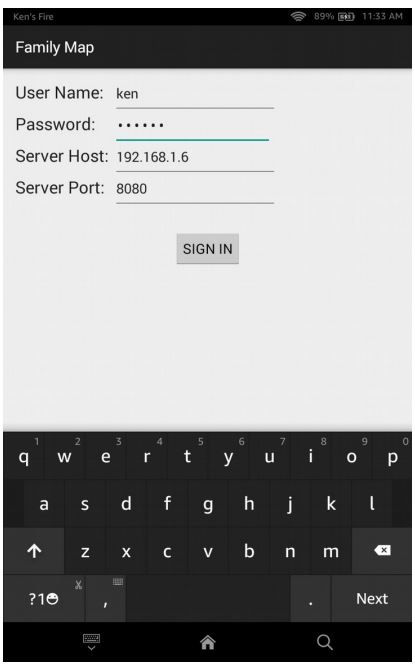 Ken's Fire 89% 11:33 AM
Family Map
User Name: ken
Password: ••••••
Server Host: 192.168.1.6
Server Port: 8080
SIGN IN
1 2 3 4 5 6 7 8 9 0
q w e r t y u i o p
a s d f g h j k l
z x c v b n m
?1☻ , . Next